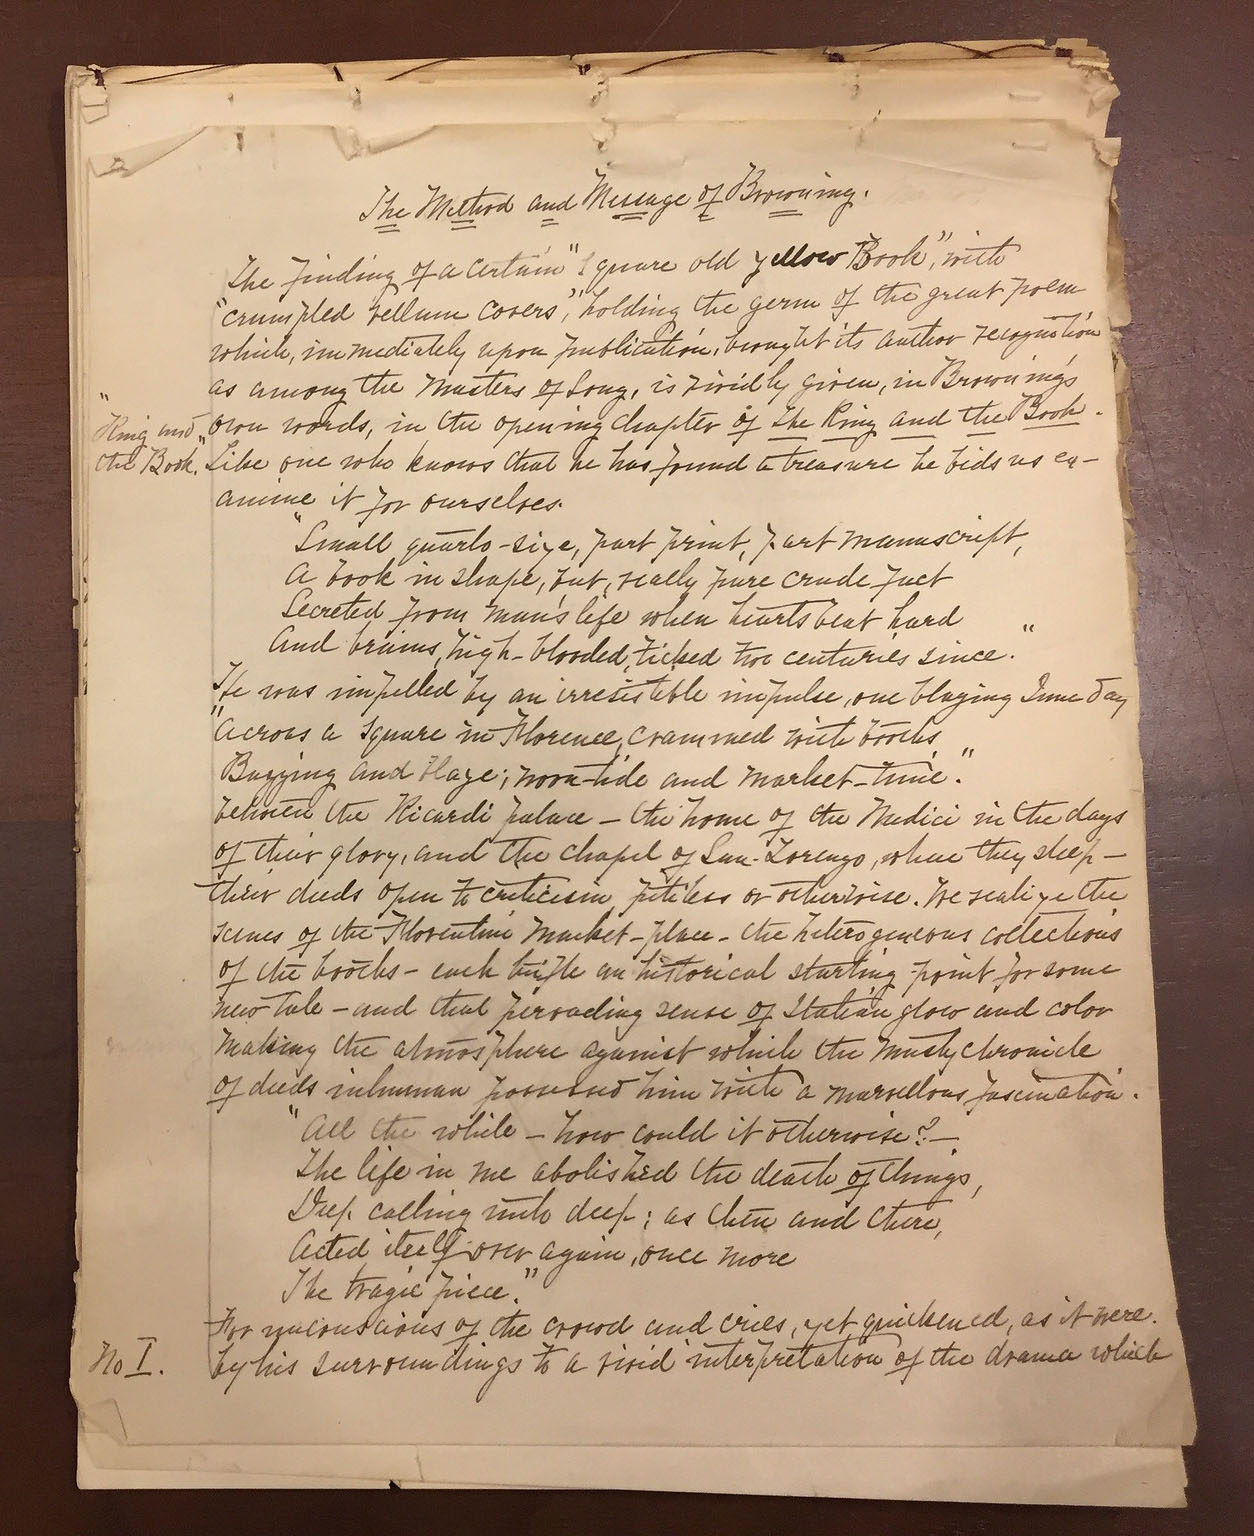 The Method and Message of Browning.
The finding of a certain "square old yellow Book", with
"crumpled vellum covers", holding the germ of the great poem
which, immediately upon publication, brought its author recognition
as among the Masters of Song, is vividly given, in Browning's
"Ring and the Book."
own words, in the opening chapter of The Ring and the Book.
Like one who knows that he has found a treasure he bids us ex-
amine it for ourselves.
"Small quarto-size, part print, part manuscript,
A book in shape, but, really pure crude fact
Secreted from man's life when hearts beat hard
And brains, high-blooded, ticked two centuries since."
He was impelled by an irresistible impulse, one blazing June day
"Across a square in Florence, crammed with booths,
Buzzing and blaze; noon-tide and market-time."
between the Ricardi palace – the home of the Medici in the days
of their glory, and the chapel of San-Lorenzo, where they sleep –
their deeds open to criticism, pitiless or otherwise. We realize the
scenes of the Florentine Market-place – the heterogeneous collections
of the booths – each trifle an historical starting point for some
new tale – and that pervading sense of Italian glow and color
making the atmosphere against which the musty chronicle
of deeds inhuman possessed him with a marvellous fascination.
"All the while – how could it otherwise? –
The life in me abolished the death of things,
Deep calling unto deep; as then and there,
Acted itself over again, once more
The tragic piece."
For unconscious of the crowd and cries, yet quickened, as it were.
No I.
by his surroundings to a vivid interpretation of the drama which